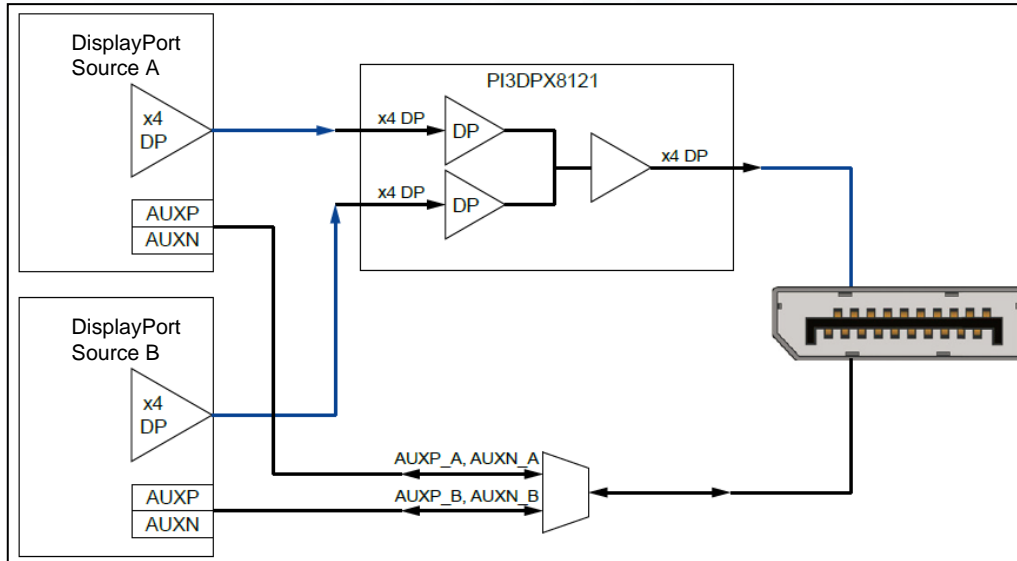 DisplayPort
Source A
x4
DP
AUXP
AUXN
PI3DPX8121
x4 DP
DP
x4 DP
x4 DP
DP
DisplayPort
Source B
x4
DP
AUXP
AUXN
AUXP_A, AUXN_A
AUXP_B, AUXN_B